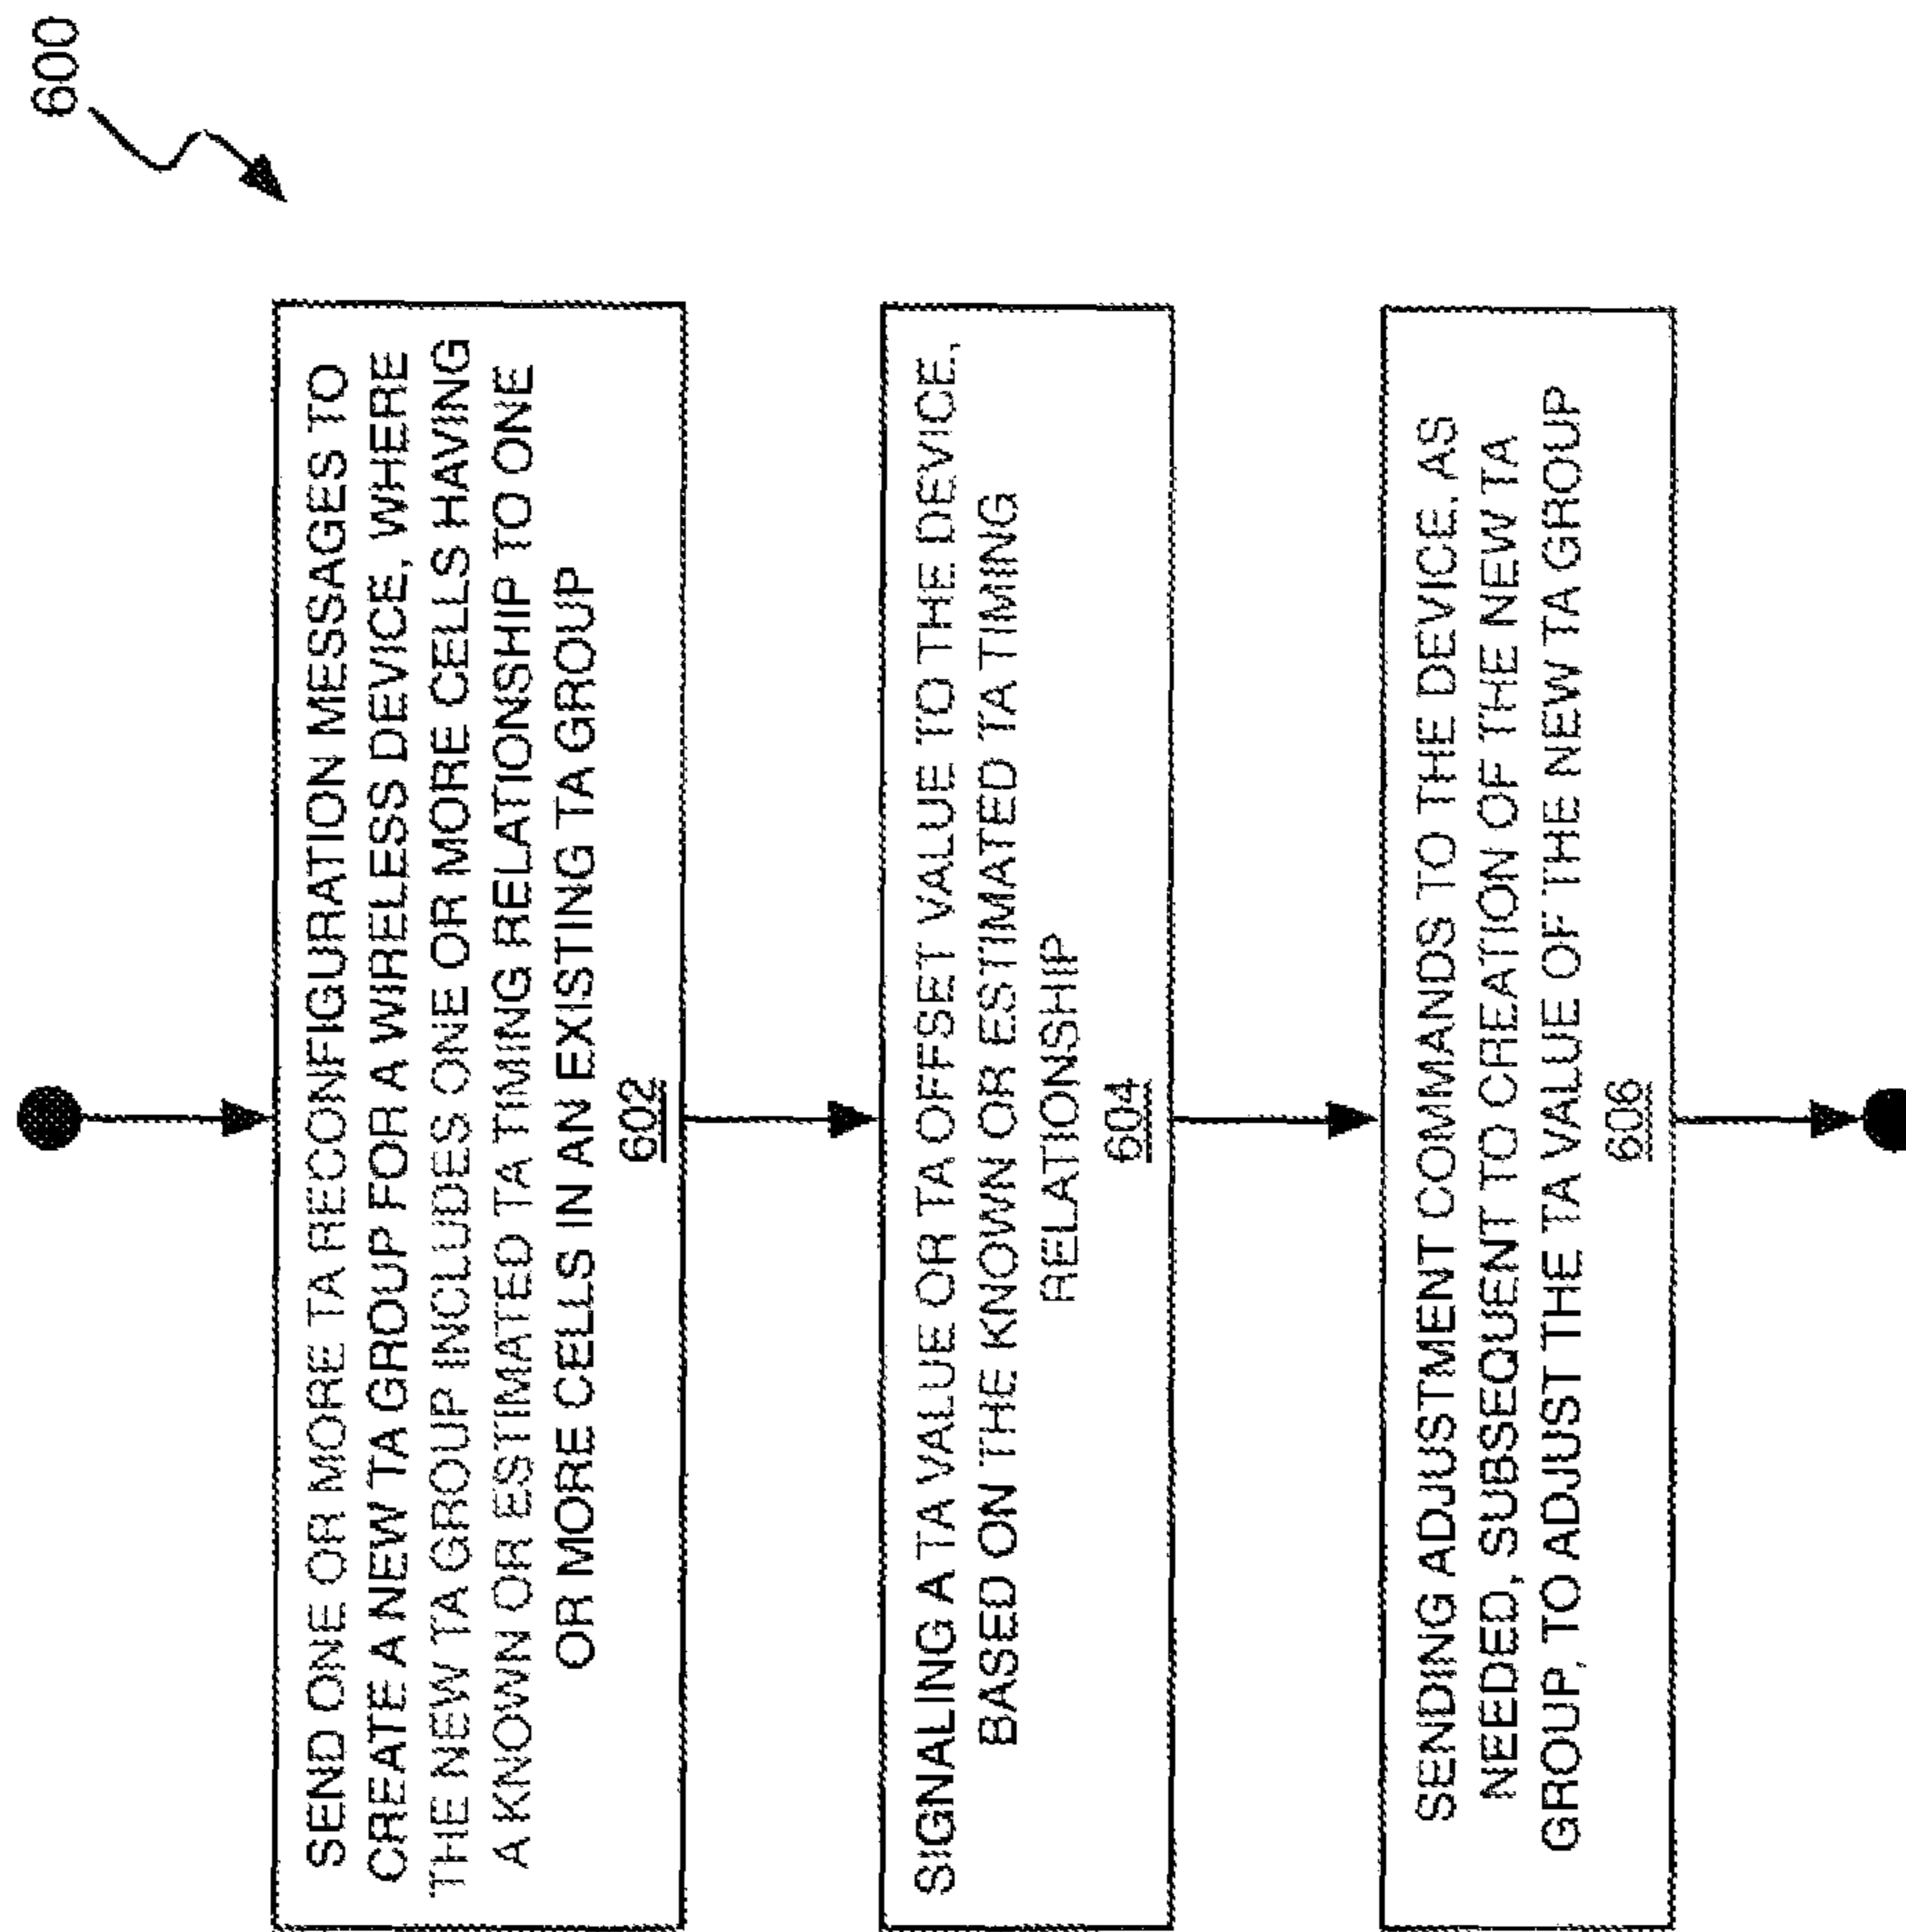 600
SEND ONE OR MORE TA RECONFIGURATION MESSAGES TO
CREATE A NEW TA GROUP FOR A WIRELESS DEVICE, WHERE
THE NEW TA GROUP INCLUDES ONE OR MORE CELLS HAVING
A KNOWN OR ESTIMATED TA TIMING RELATIONSHIP TO ONE
OR MORE CELLS IN AN EXISTING TA GROUP
602
SIGNALING A TA VALUE OR TA OFFSET VALUE TO THE DEVICE,
BASED ON THE KNOWN OR ESTIMATED TA TIMING
RELATIONSHIP
604
SENDING ADJUSTMENT COMMANDS TO THE DEVICE, AS
NEEDED, SUBSEQUENT TO CREATION OF THE NEW TA
GROUP, TO ADJUST THE TA VALUE OF THE NEW TA GROUP
606